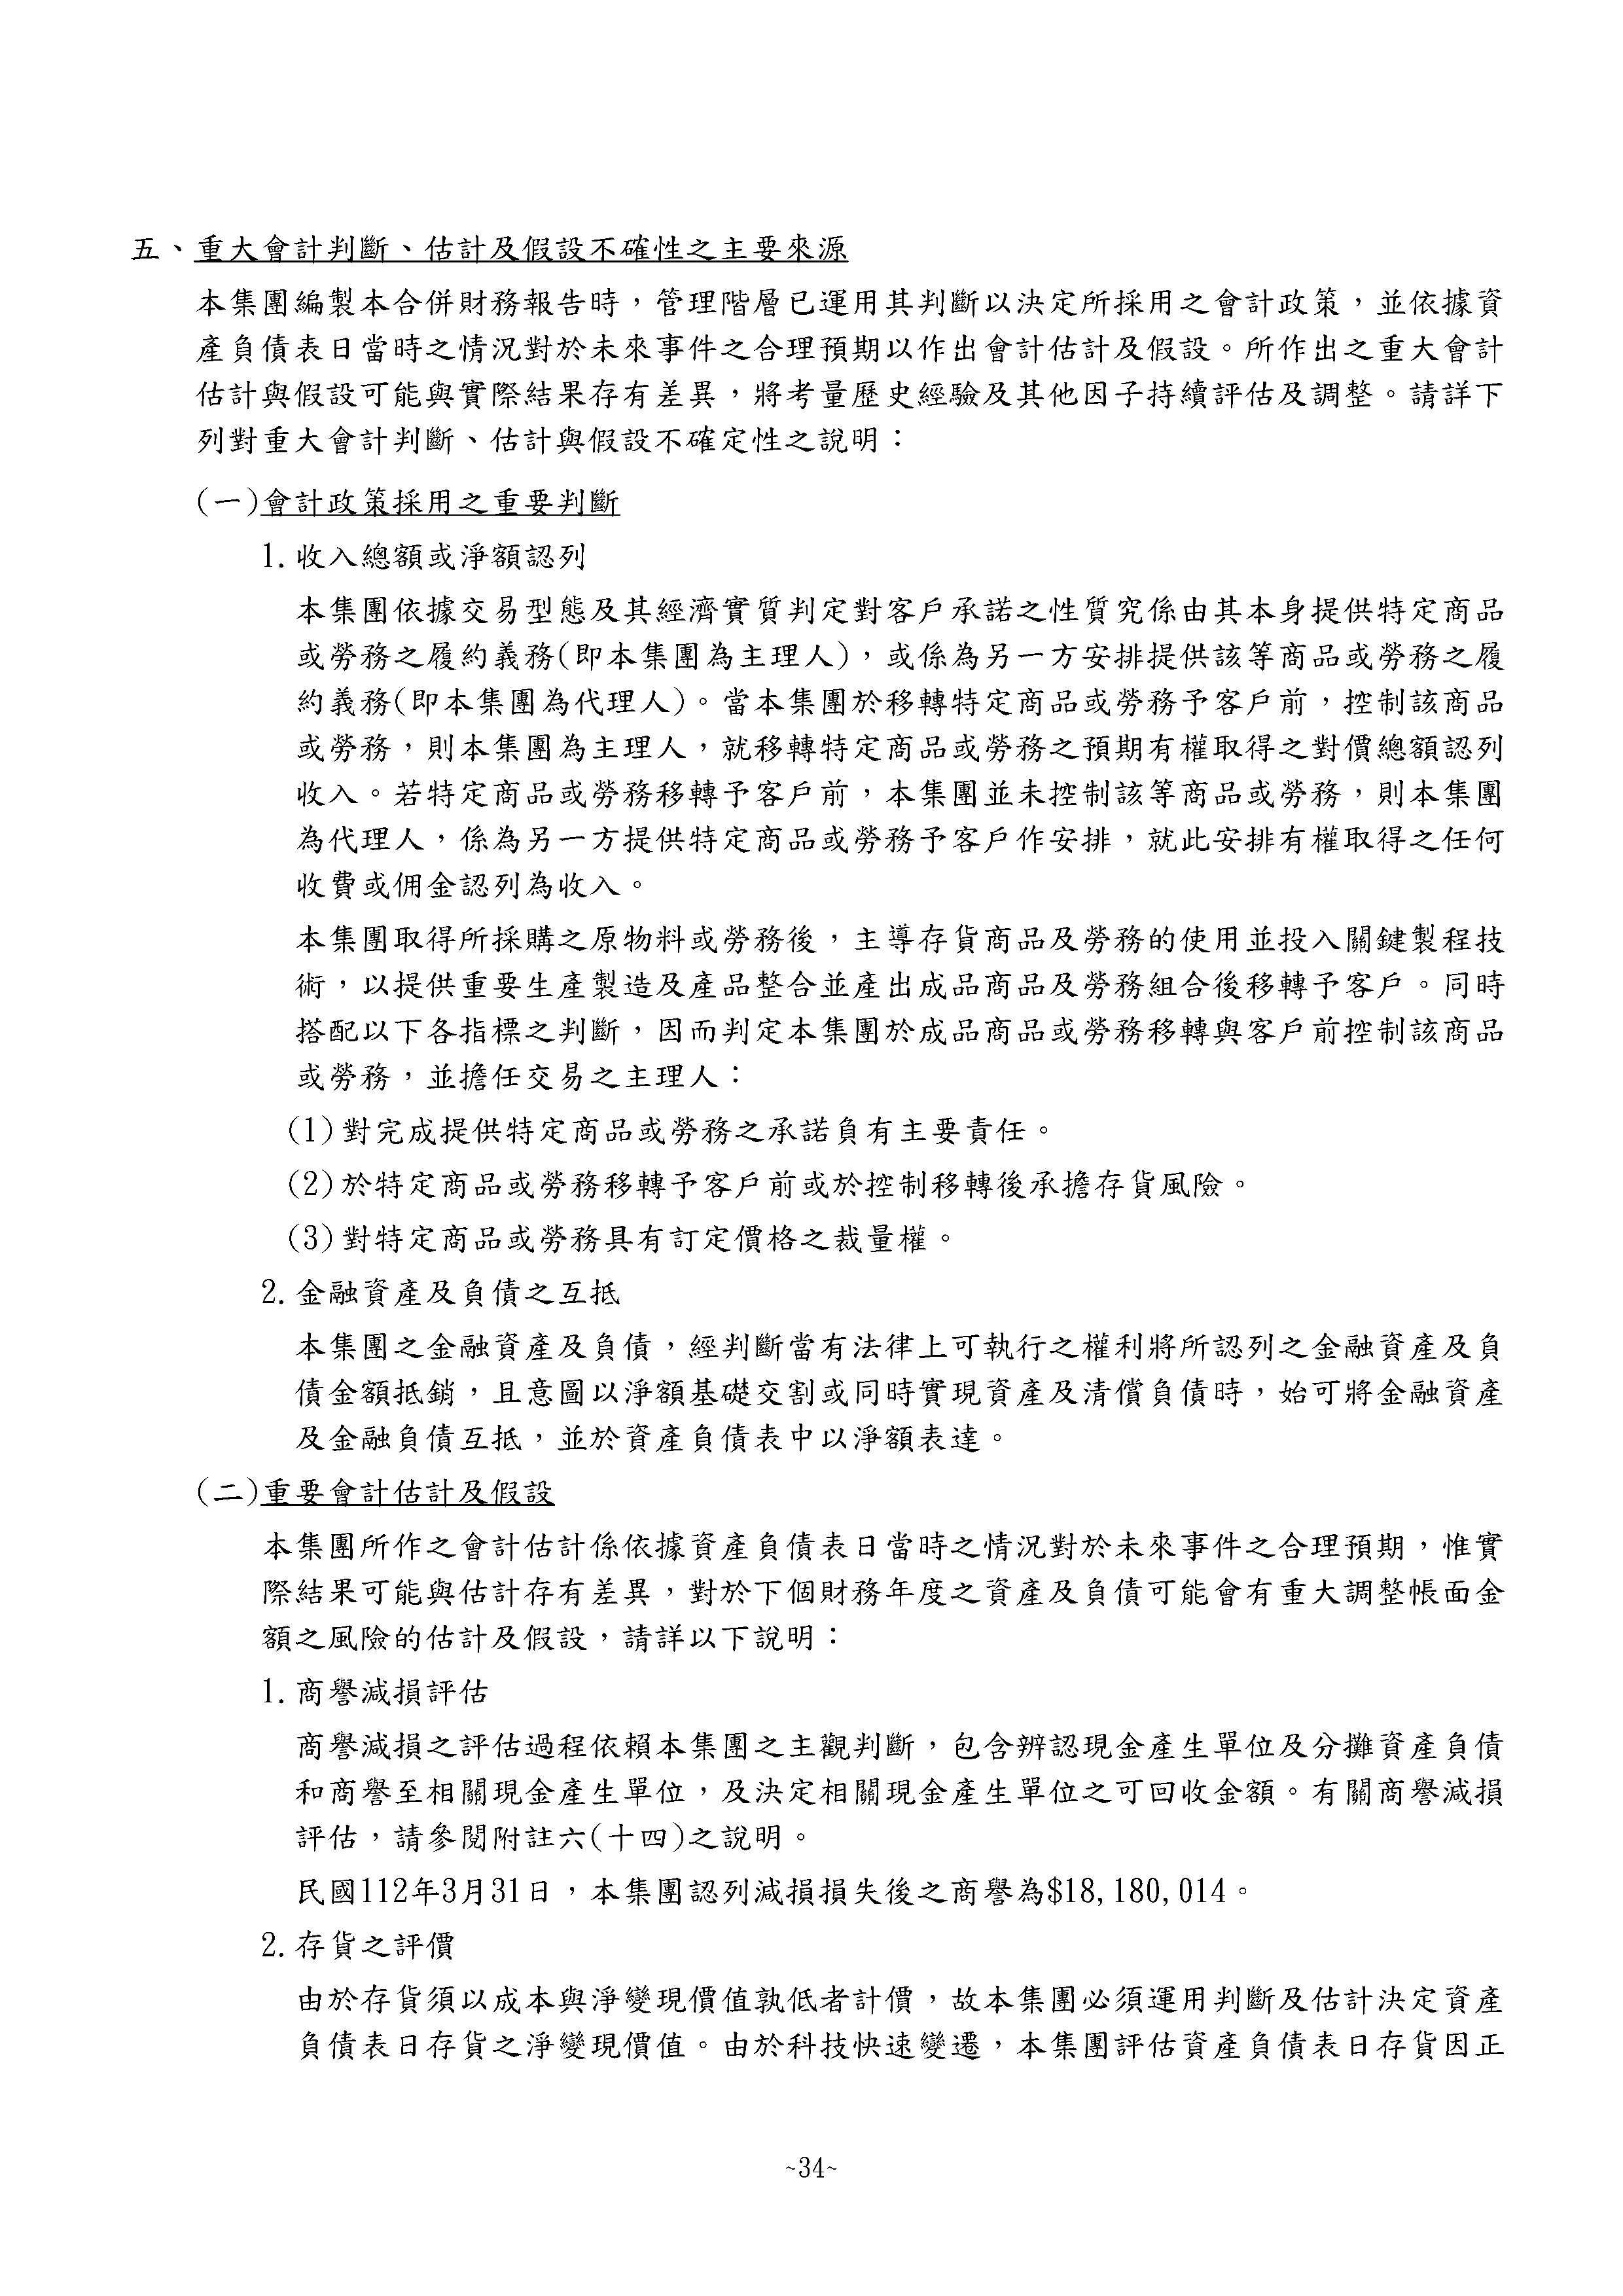 五、重大會計判斷、估計及假設不確性之主要來源
本集團編製本合併財務報告時，管理階層已運用其判斷以決定所採用之會計政策，並依據資
產負債表日當時之情況對於未來事件之合理預期以作出會計估計及假設。所作出之重大會計
估計與假設可能與實際結果存有差異，將考量歷史經驗及其他因子持續評估及調整。請詳下
列對重大會計判斷、估計與假設不確定性之說明：
(一)會計政策採用之重要判斷
1.收入總額或淨額認列
本集團依據交易型態及其經濟實質判定對客戶承諾之性質究係由其本身提供特定商品
或勞務之履約義務(即本集團為主理人)，或係為另一方安排提供該等商品或勞務之履
約義務(即本集團為代理人)。當本集團於移轉特定商品或勞務予客戶前，控制該商品
或勞務，則本集團為主理人，就移轉特定商品或勞務之預期有權取得之對價總額認列
收入。若特定商品或勞務移轉予客戶前，本集團並未控制該等商品或勞務，則本集團
為代理人，係為另一方提供特定商品或勞務予客戶作安排，就此安排有權取得之任何
收費或佣金認列為收入。
本集團取得所採購之原物料或勞務後，主導存貨商品及勞務的使用並投入關鍵製程技
術，以提供重要生產製造及產品整合並產出成品商品及勞務組合後移轉予客戶。同時
搭配以下各指標之判斷，因而判定本集團於成品商品或勞務移轉與客戶前控制該商品
或勞務，並擔任交易之主理人：
(1)對完成提供特定商品或勞務之承諾負有主要責任。
(2)於特定商品或勞務移轉予客戶前或於控制移轉後承擔存貨風險。
(3)對特定商品或勞務具有訂定價格之裁量權。
2.金融資產及負債之互抵
本集團之金融資產及負債，經判斷當有法律上可執行之權利將所認列之金融資產及負
債金額抵銷，且意圖以淨額基礎交割或同時實現資產及清償負債時，始可將金融資產
及金融負債互抵，並於資產負債表中以淨額表達。
(二)重要會計估計及假設
本集團所作之會計估計係依據資產負債表日當時之情況對於未來事件之合理預期，惟實
際結果可能與估計存有差異，對於下個財務年度之資產及負債可能會有重大調整帳面金
額之風險的估計及假設，請詳以下說明：
1.商譽減損評估
商譽減損之評估過程依賴本集團之主觀判斷，包含辨認現金產生單位及分攤資產負債
和商譽至相關現金產生單位，及決定相關現金產生單位之可回收金額。有關商譽減損
評估，請參閱附註六(十四)之說明。
民國112年3月31日，本集團認列減損損失後之商譽為$18,180,014。
2.存貨之評價
由於存貨須以成本與淨變現價值孰低者計價，故本集團必須運用判斷及估計決定資產
負債表日存貨之淨變現價值。由於科技快速變遷，本集團評估資產負債表日存貨因正
~34~